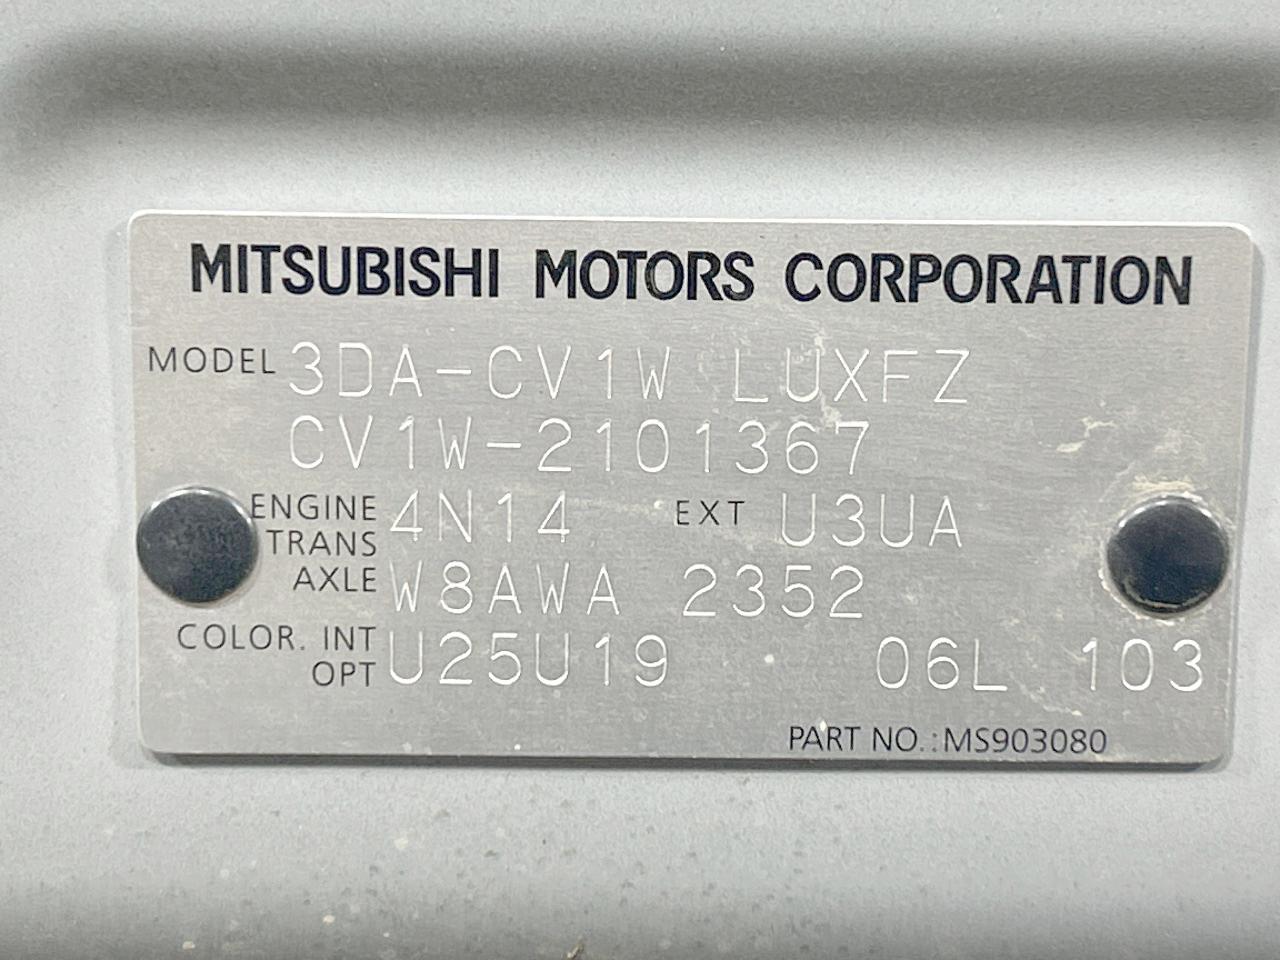 MITSUBISHI MOTORS CORPORATION
MODEL 3DA-CV1W LUXFZ
CV1W-2101367
ENGINE 4N14 EXT U3UA
TRANS
AXLE W8AWA 2352
COLOR. INT
OPT U25U19 06L 103
PART NO.:MS903080